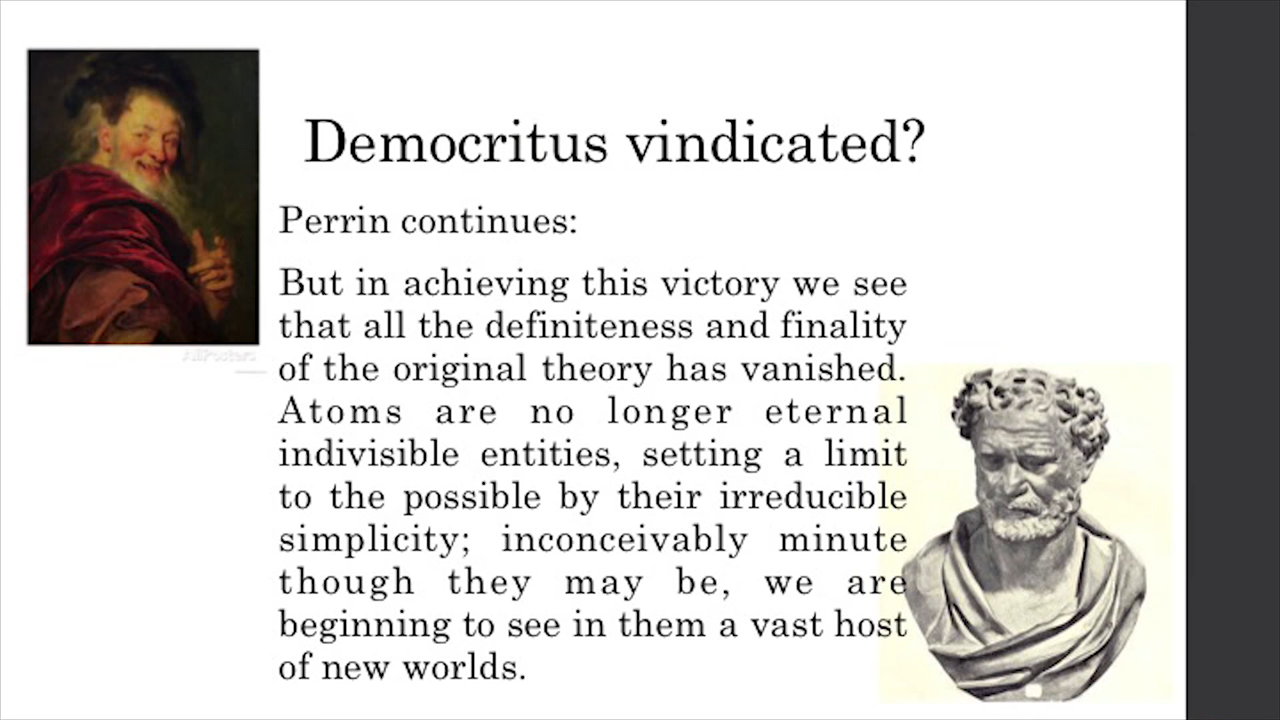 Democritus vindicated?
Perrin continues:
But in achieving this victory we see
that all the definiteness and finality
of the original theory has vanished.
Atoms are no longer eternal
indivisible entities, setting a limit
to the possible by their irreducible
simplicity; inconceivably minute
though they may be, we are
beginning to see in them a vast host
of new worlds.